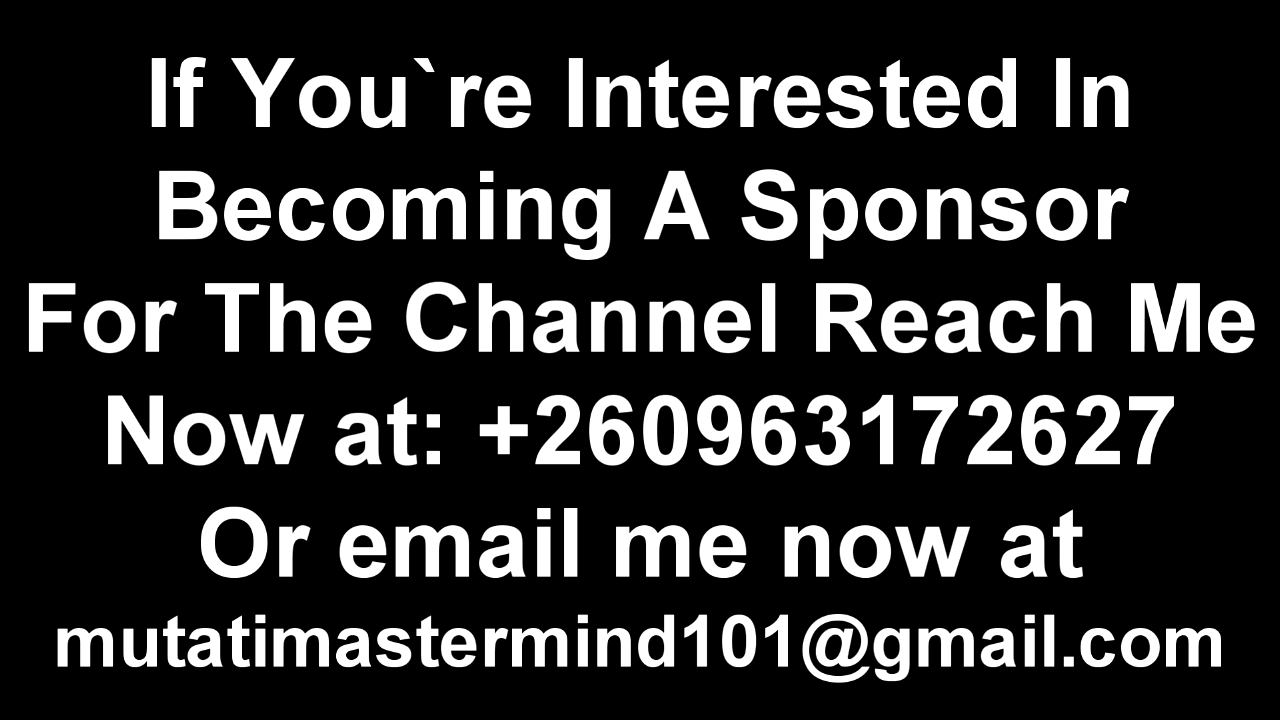 If You`re Interested In
Becoming A Sponsor
For The Channel Reach Me
Now at: +260963172627
Or email me now at
mutatimastermind101@gmail.com